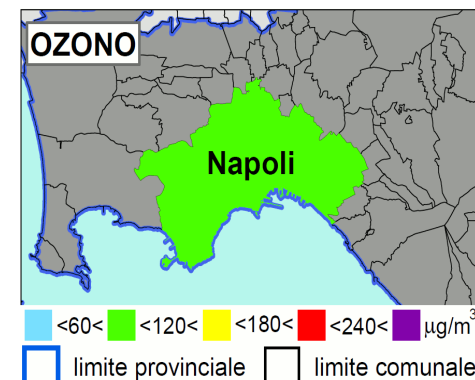 OZONO
Napoli
<60< <120< <180< <240< μg/m³
limite provinciale limite comunale